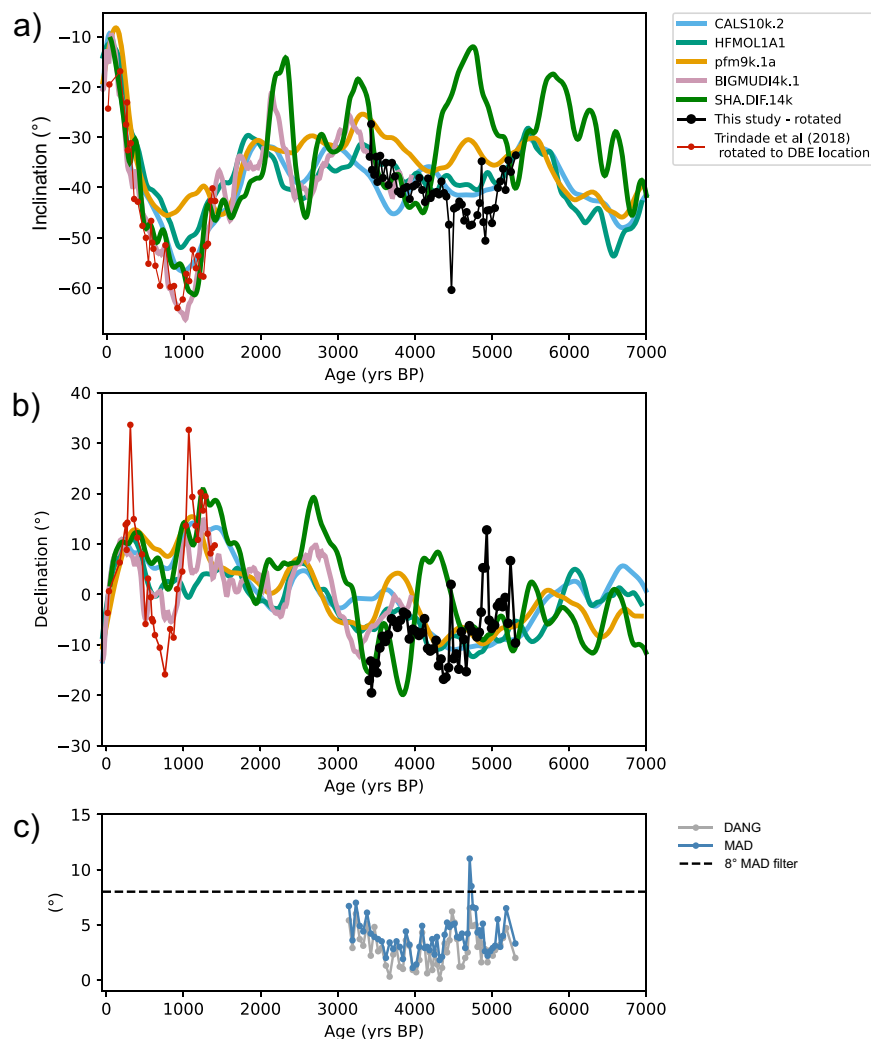 a)
CALS10k.2
HFMOL1A1
pfm9k.1a
BIGMUDI4k.1
SHA.DIF.14k
This study - rotated
Trindade et al (2018)
rotated to DBE location
Inclination (°)
−10
−20
−30
−40
−50
−60
0 1000 2000 3000 4000 5000 6000 7000
Age (yrs BP)
b)
Declination (°)
40
30
20
10
0
−10
−20
−30
0 1000 2000 3000 4000 5000 6000 7000
Age (yrs BP)
c)
DANG
MAD
8° MAD filter
(°)
15
10
5
0
0 1000 2000 3000 4000 5000 6000 7000
Age (yrs BP)